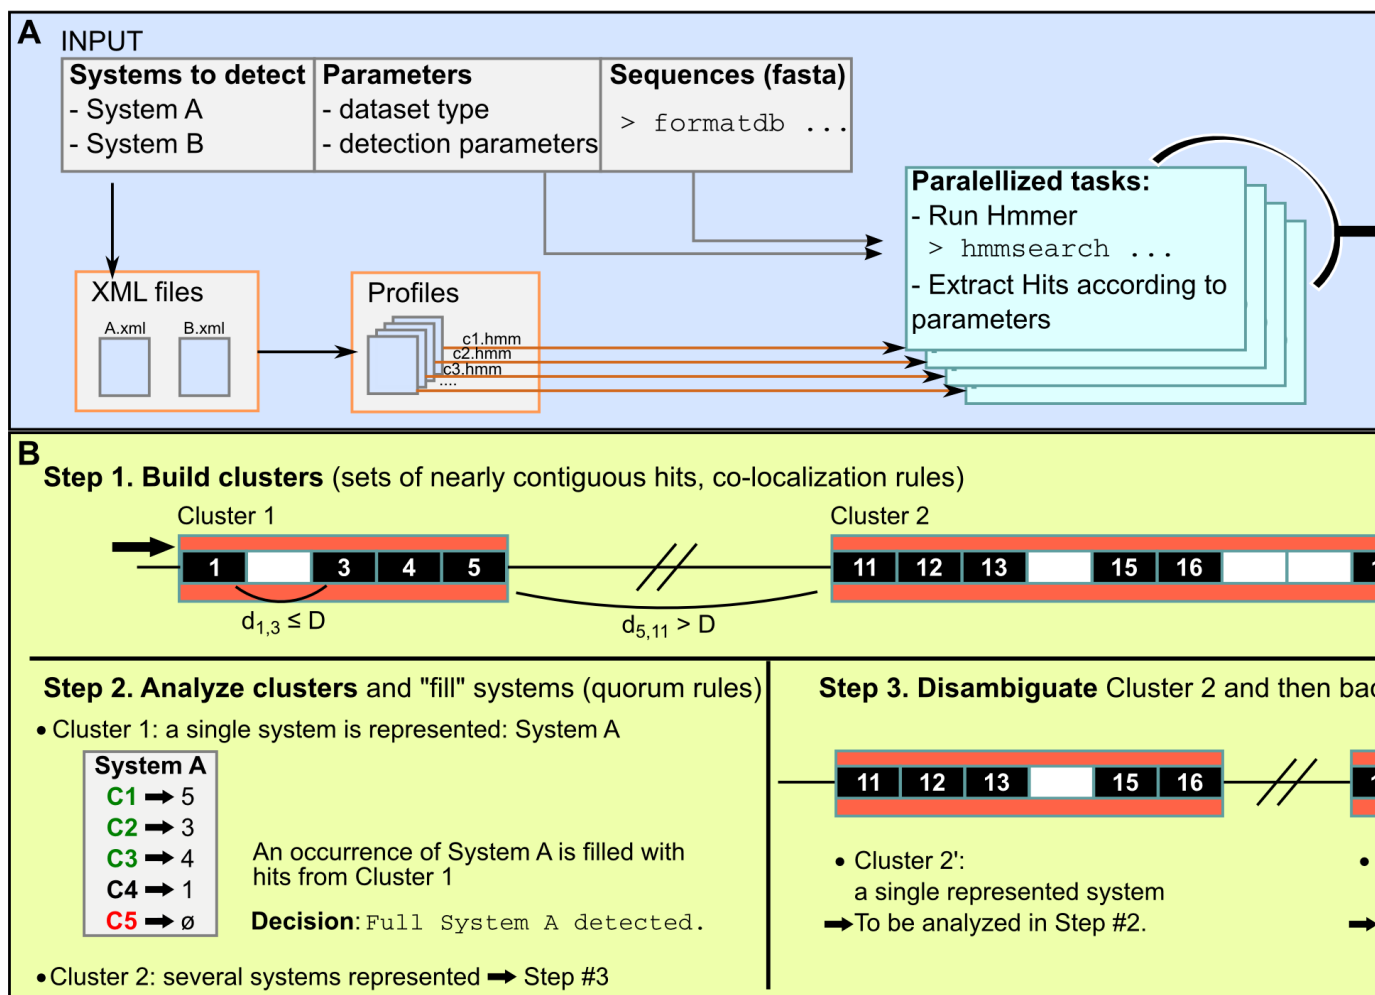 A
INPUT
Systems to detect
- System A
- System B
Parameters
- dataset type
- detection parameters
Sequences (fasta)
> formatdb ...
Paralellized tasks:
- Run Hmmer
> hmmsearch ...
- Extract Hits according to
parameters
XML files
A.xml B.xml
Profiles
c1.hmm
c2.hmm
c3.hmm
....
B
Step 1. Build clusters (sets of nearly contiguous hits, co-localization rules)
Cluster 1
Cluster 2
1 3 4 5
11 12 13 15 16
d1,3 ≤ D
d5,11 > D
Step 2. Analyze clusters and "fill" systems (quorum rules)
• Cluster 1: a single system is represented: System A
System A
C1 → 5
C2 → 3
C3 → 4
C4 → 1
C5 → ø
An occurrence of System A is filled with
hits from Cluster 1
Decision: Full System A detected.
• Cluster 2: several systems represented → Step #3
Step 3. Disambiguate Cluster 2 and then
11 12 13 15 16
• Cluster 2':
a single represented system
→ To be analyzed in Step #2.